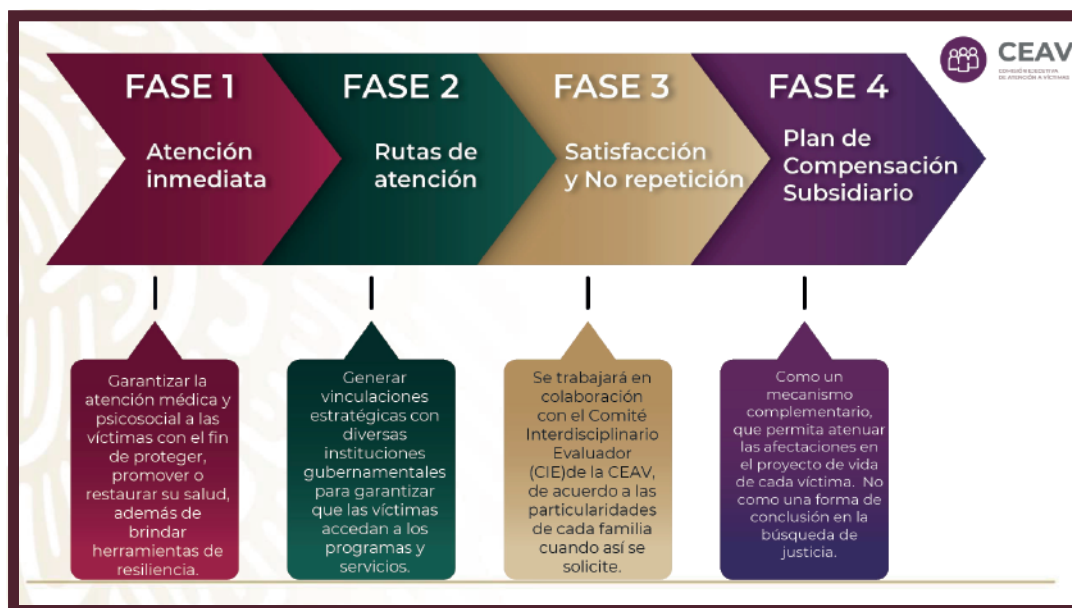 FASE 1
Atención
inmediata
FASE 2
Rutas de
atención
FASE 3
Satisfacción
y No repetición
FASE 4
Plan de
Compensación
Subsidiario
CEAV
COMISIÓN EJECUTIVA
DE ATENCIÓN A VÍCTIMAS
Garantizar la
atención médica y
psicosocial a las
víctimas con el fin
de proteger,
promover o
restaurar su salud,
además de
brindar
herramientas de
resiliencia.
Generar
vinculaciones
estratégicas con
diversas
instituciones
gubernamentales
para garantizar
que las víctimas
accedan a los
programas y
servicios.
Se trabajará en
colaboración
con el Comité
Interdisciplinario
Evaluador
(CIE)de la CEAV,
de acuerdo a las
particularidades
de cada familia
cuando así se
solicite.
Como un
mecanismo
complementario,
que permita atenuar
las afectaciones en
el proyecto de vida
de cada víctima. No
como una forma de
conclusión en la
búsqueda de
justicia.